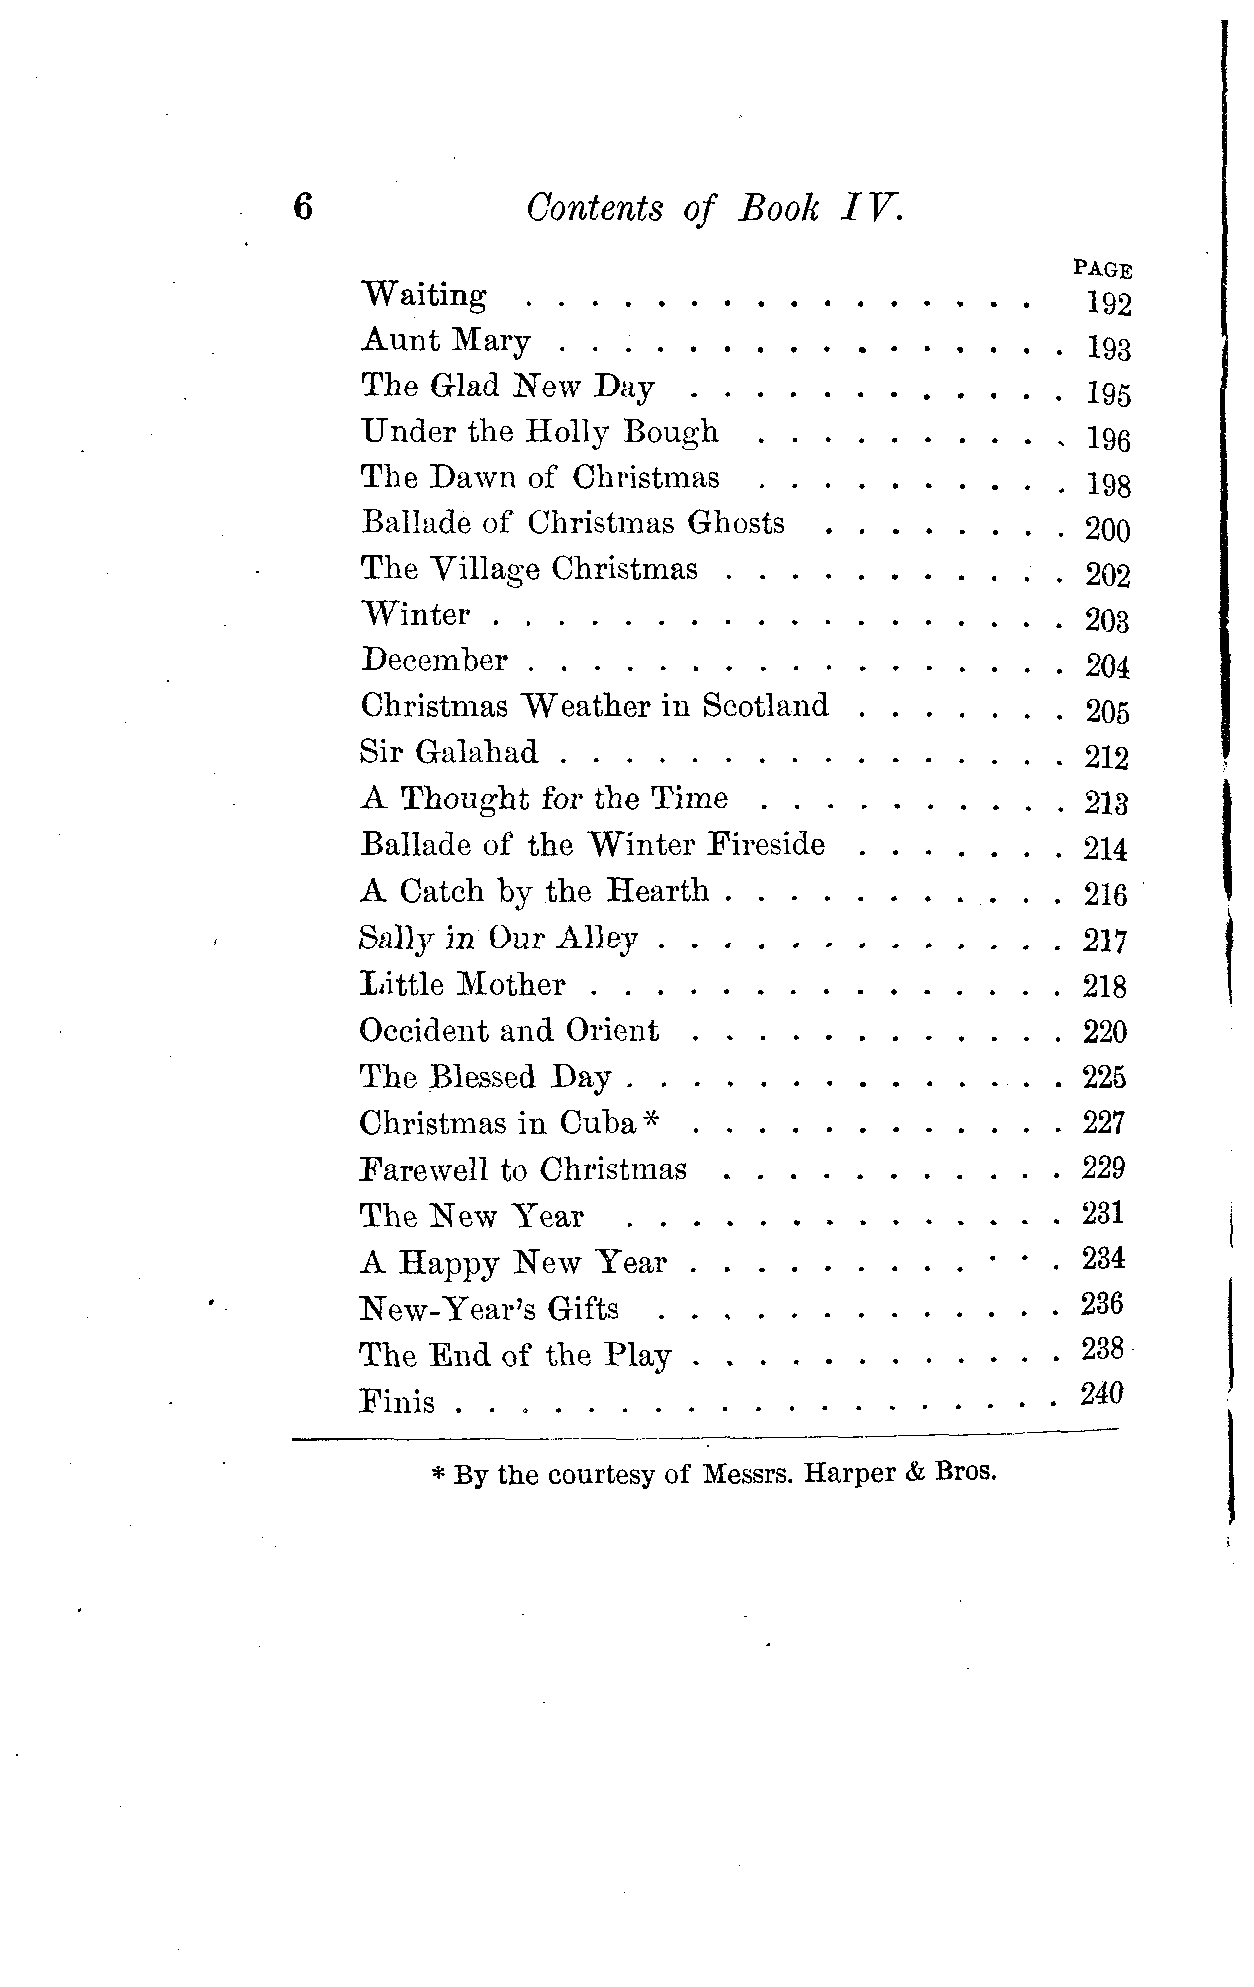 6 Contents of Book IV.
PAGE
Waiting . . . . . . . . . . . . . . . . 192
Aunt Mary . . . . . . . . . . . . . . . . 193
The Glad New Day . . . . . . . . . . . . 195
Under the Holly Bough . . . . . . . . . . 196
The Dawn of Christmas . . . . . . . . . . 198
Ballade of Christmas Ghosts . . . . . . . . 200
The Village Christmas . . . . . . . . . . . 202
Winter . . . . . . . . . . . . . . . . . . 203
December . . . . . . . . . . . . . . . . . 204
Christmas Weather in Scotland . . . . . . . 205
Sir Galahad . . . . . . . . . . . . . . . . 212
A Thought for the Time . . . . . . . . . . 213
Ballade of the Winter Fireside . . . . . . . 214
A Catch by the Hearth . . . . . . . . . . . 216
Sally in Our Alley . . . . . . . . . . . . . 217
Little Mother . . . . . . . . . . . . . . . 218
Occident and Orient . . . . . . . . . . . . 220
The Blessed Day . . . . . . . . . . . . . . 225
Christmas in Cuba* . . . . . . . . . . . . 227
Farewell to Christmas . . . . . . . . . . . 229
The New Year . . . . . . . . . . . . . . 231
A Happy New Year . . . . . . . . . . . . 234
New-Year's Gifts . . . . . . . . . . . . . 236
The End of the Play . . . . . . . . . . . . 238
Finis . . . . . . . . . . . . . . . . . . . 240
* By the courtesy of Messrs. Harper & Bros.